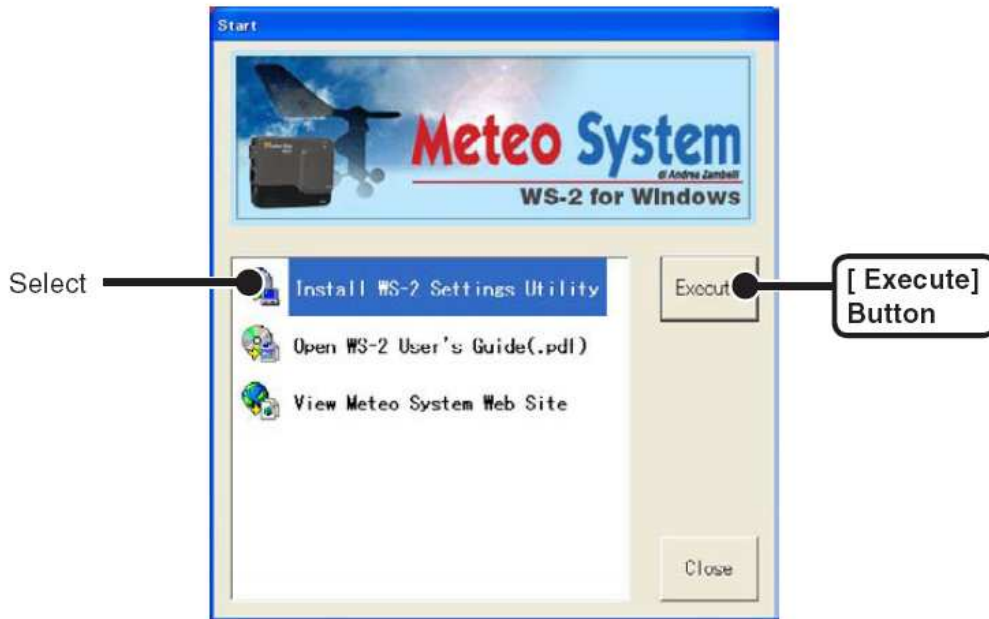 Start
Meteo System
di Andrea Zambelli
WS-2 for Windows
Select
Install WS-2 Settings Utility
Execut
[ Execute]
Button
Open WS-2 User's Guide(.pdf)
View Meteo System Web Site
Close